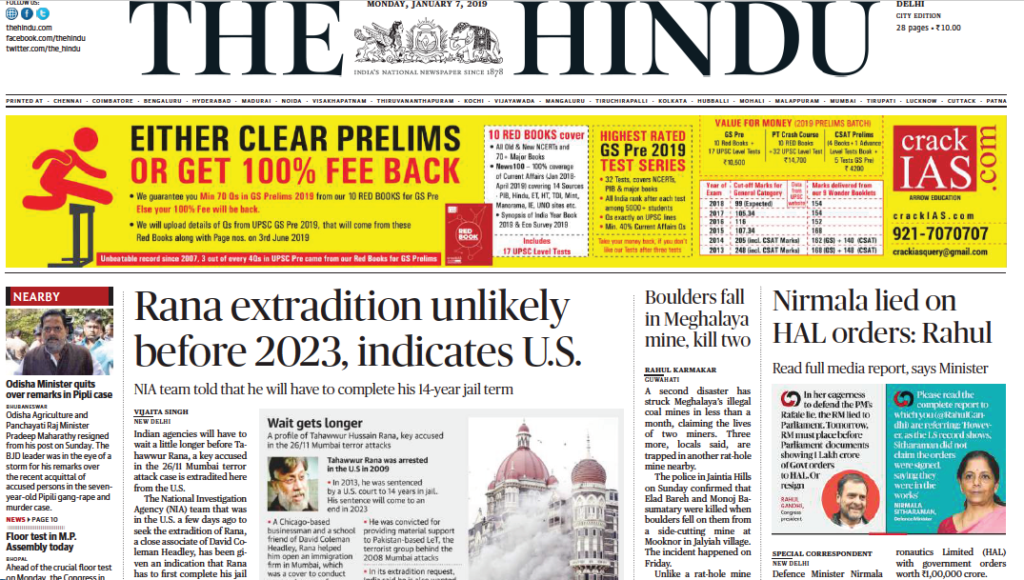 FOLLOW US:
thehindu.com
facebook.com/thehindu
twitter.com/the_hindu
MONDAY, JANUARY 7, 2019
THE HINDU
INDIA'S NATIONAL NEWSPAPER SINCE 1878
DELHI
CITY EDITION
28 pages • ₹10.00
PRINTED AT - CHENNAI - COIMBATORE - BENGALURU - HYDERABAD - MADURAI - NOIDA - VISAKHAPATNAM - THIRUVANANTHAPURAM - KOCHI - VIJAYAWADA - MANGALURU - TIRUCHIRAPALLI - KOLKATA - HUBBALLI - MOHALI - MALAPPURAM - MUMBAI - TIRUPATI - LUCKNOW - CUTTACK - PATNA
EITHER CLEAR PRELIMS
OR GET 100% FEE BACK
• We guarantee you Min 70 Qs in GS Prelims 2019 from our 10 RED BOOKS for GS Pre
Else your 100% Fee will be back.
• We will upload details of Qs from UPSC GS Pre 2019, that will come from these
Red Books along with Page nos. on 3rd June 2019
Unbeatable record since 2007, 3 out of every 4Qs in UPSC Pre came from our Red Books for GS Prelims
RED
BOOK
10 RED BOOKS cover
• All Old & New NCERTs and
70+ Major Books
• News100 - 100% coverage
of Current Affairs (Jan 2018-
April 2019) covering 14 Sources
- PIB, Hindu, ET, HT, TOI, Mint,
Manorama, IE, UNO sites etc.
• Synopsis of India Year Book
2019 & Eco Survey 2019
Includes
17 UPSC Level Tests
HIGHEST RATED
GS Pre 2019
TEST SERIES
• 32 Tests, covers NCERTs,
PIB & major books
• All India rank after each test
among 5000+ students
• Qs exactly on UPSC lines
• Min. 40% Current Affairs Qs
Take your money back, if you don't
like our Tests after three tests
VALUE FOR MONEY (2019 PRELIMS BATCH)
GS Pre
10 Red Books +
17 UPSC Level Tests
₹10,500
PT Crash Course
10 RED Books
+32 UPSC Level Test
₹14,700
CSAT Prelims
(4 Books + 1 Advance
Level Tests Book +
5 Tests GS Pre)
₹ 4200
Year of Exam Cut-off Marks for General Category Data from UPSC website Marks delivered from our 9 Wonder Booklets
2018 99 (Expected) 154
2017 105.34 154
2016 116 152
2015 107.34 168
2014 205 (incl. CSAT Marks) 152 (GS) + 140 (CSAT)
2013 240 (incl. CSAT Marks) 168 (GS) + 148 (CSAT)
crack
IAS
.com
ARROW EDUCATION
crackIAS.com
921-7070707
crackiasquery@gmail.com
NEARBY
Odisha Minister quits
over remarks in Pipli case
BHUBANESWAR
Odisha Agriculture and
Panchayati Raj Minister
Pradeep Maharathy resigned
from his post on Sunday. The
BJD leader was in the eye of a
storm for his remarks over
the recent acquittal of
accused persons in the seven-
year-old Pipili gang-rape and
murder case.
NEWS ▸ PAGE 10
Floor test in M.P.
Assembly today
BHOPAL
Ahead of the crucial floor test
on Monday, the Congress in
Rana extradition unlikely
before 2023, indicates U.S.
NIA team told that he will have to complete his 14-year jail term
VIJAITA SINGH
NEW DELHI
Indian agencies will have to
wait a little longer before Ta-
hawwur Rana, a key accused
in the 26/11 Mumbai terror
attack case is extradited here
from the U.S.
The National Investigation
Agency (NIA) team that was
in the U.S. a few days ago to
seek the extradition of Rana,
a close associate of David Co-
leman Headley, has been gi-
ven an indication that Rana
has to first complete his jail
Wait gets longer
A profile of Tahawwur Hussain Rana, key accused
in the 26/11 Mumbai terror attacks
Tahawwur Rana was arrested
in the U.S in 2009
• In 2013, he was sentenced
by a U.S. court to 14 years in jail.
His sentence will come to an
end in 2023
• A Chicago-based
businessman and a school
friend of David Coleman
Headley, Rana helped
him open an immigration
firm in Mumbai, which
was a cover to conduct
• He was convicted for
providing material support
to Pakistan-based LeT, the
terrorist group behind the
2008 Mumbai attacks
• In its extradition request,
India said he is also wanted
Boulders fall
in Meghalaya
mine, kill two
RAHUL KARMAKAR
GUWAHATI
A second disaster has
struck Meghalaya's illegal
coal mines in less than a
month, claiming the lives
of two miners. Three
more, locals said, are
trapped in another rat-hole
mine nearby.
The police in Jaintia Hills
on Sunday confirmed that
Elad Bareh and Monoj Ba-
sumatary were killed when
boulders fell on them from
a side-cutting mine at
Mooknor in Jalyiah village.
The incident happened on
Friday.
Unlike a rat-hole mine
Nirmala lied on
HAL orders: Rahul
Read full media report, says Minister
In her eagerness
to defend the PM's
Rafale lie, the RM lied to
Parliament. Tomorrow,
RM must place before
Parliament documents
showing 1 Lakh crore
of Govt orders
to HAL. Or
resign
RAHUL
GANDHI,
Congress
president
Please read the
complete report to
which you @RahulGan-
dhi are referring: 'Howev-
er, as the LS record shows,
Sitharaman did
not claim the
orders were
signed,
saying they
were in the
works'
NIRMALA
SITHARAMAN,
Defence Minister
SPECIAL CORRESPONDENT
NEW DELHI
Defence Minister Nirmala
ronautics Limited (HAL)
with government orders
worth ₹1,00,000 crore.